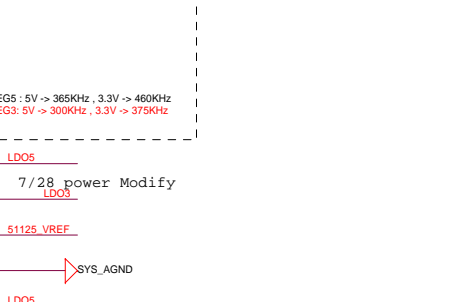 EG5 : 5V -> 365KHz , 3.3V -> 460KHz
EG3: 5V -> 300KHz , 3.3V -> 375KHz
LDO5
7/28 power Modify
LDO3
51125_VREF
SYS_AGND
LDO5